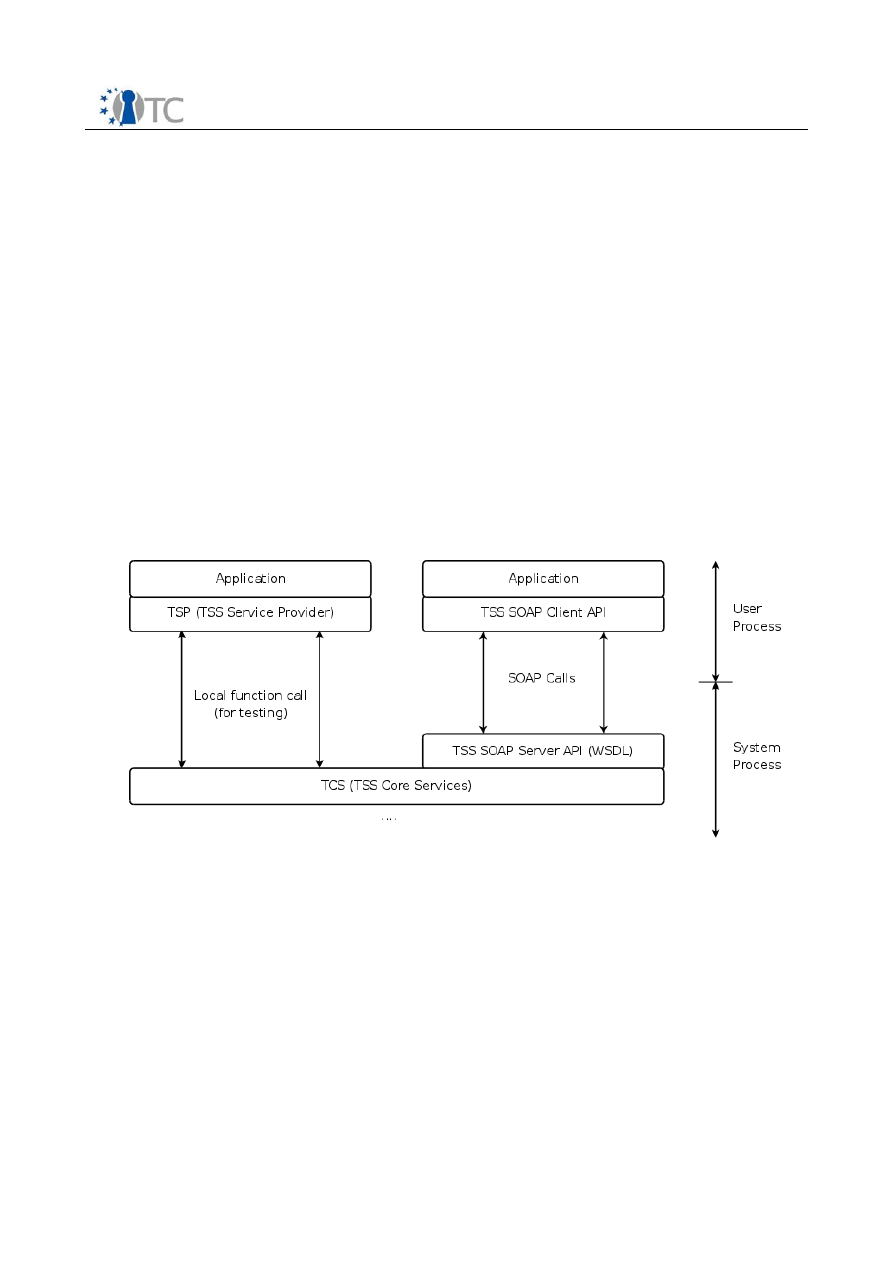 TC
Application
TSP (TSS Service Provider)
Local function call
(for testing)
Application
TSS SOAP Client API
SOAP Calls
TSS SOAP Server API (WSDL)
TCS (TSS Core Services)
...
User
Process
System
Process